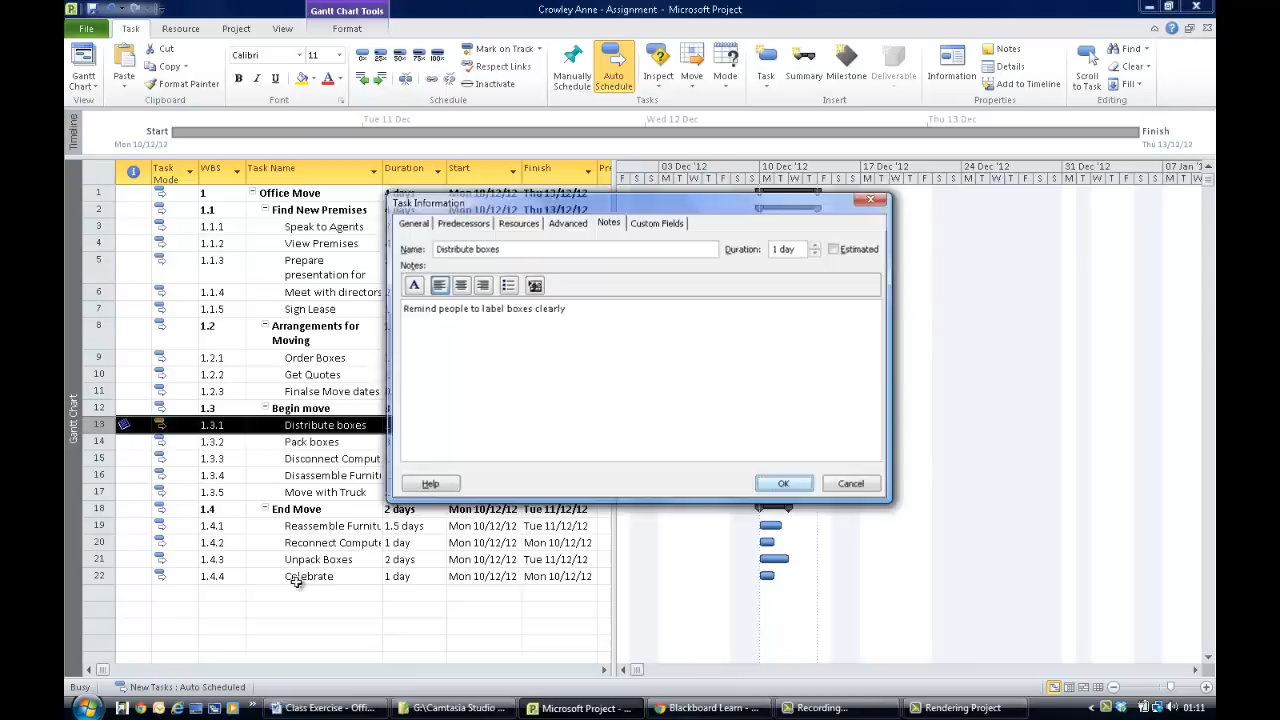 Gantt Chart Tools
Crowley Anne - Assignment - Microsoft Project
File Task Resource Project View Format
Gantt Chart
Paste
Cut
Copy
Format Painter
Calibri 11
B I U A
Mark on Track
Respect Links
Inactivate
Manually Schedule
Auto Schedule
Inspect
Move
Mode
Task
Summary
Milestone
Deliverable
Information
Notes
Details
Add to Timeline
Scroll to Task
Find
Clear
Fill
View Clipboard Font Schedule Tasks Insert Properties Editing
Timeline
Tue 11 Dec Wed 12 Dec Thu 13 Dec
Start Finish
Mon 10/12/12 Thu 13/12/12
Task Mode WBS Task Name Duration Start Finish Pre
03 Dec '12 10 Dec '12 17 Dec '12 24 Dec '12 31 Dec '12 07 Jan '1
F S S M T W T F S S M T W T F S S M T W T F S S M T W T F S S M T W T F S S M T W
Gantt Chart
1 1 Office Move
2 1.1 Find New Premises
3 1.1.1 Speak to Agents
4 1.1.2 View Premises
5 1.1.3 Prepare presentation for
6 1.1.4 Meet with directors
7 1.1.5 Sign Lease
8 1.2 Arrangements for Moving
9 1.2.1 Order Boxes
10 1.2.2 Get Quotes
11 1.2.3 Finalse Move dates
12 1.3 Begin move
13 1.3.1 Distribute boxes
14 1.3.2 Pack boxes
15 1.3.3 Disconnect Comput
16 1.3.4 Disassemble Furnit
17 1.3.5 Move with Truck
18 1.4 End Move 2 days Mon 10/12/12 Tue 11/12/12
19 1.4.1 Reassemble Furnitu 1.5 days Mon 10/12/12 Tue 11/12/12
20 1.4.2 Reconnect Compute 1 day Mon 10/12/12 Mon 10/12/12
21 1.4.3 Unpack Boxes 2 days Mon 10/12/12 Tue 11/12/12
22 1.4.4 Celebrate 1 day Mon 10/12/12 Mon 10/12/12
Task Information
General Predecessors Resources Advanced Notes Custom Fields
Name: Distribute boxes Duration: 1 day Estimated
Notes:
A
Remind people to label boxes clearly
Help OK Cancel
Busy New Tasks : Auto Scheduled
Class Exercise - Offi... G:\Camtasia Studio ... Microsoft Project - ... Blackboard Learn - ... Recording... Rendering Project 01:11